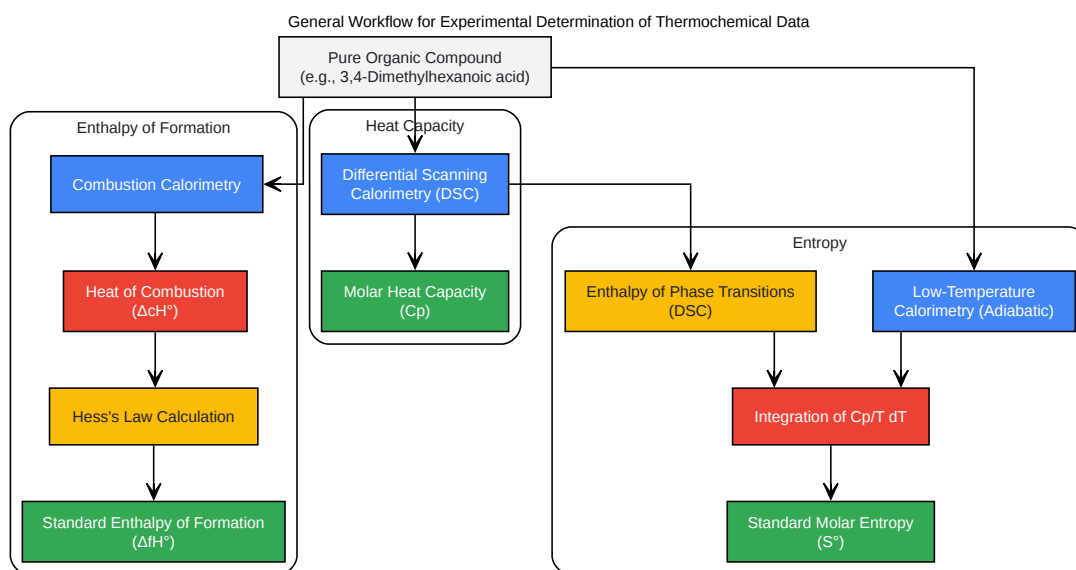 General Workflow for Experimental Determination of Thermochemical Data
Pure Organic Compound
(e.g., 3,4-Dimethylhexanoic acid)
Enthalpy of Formation
Combustion Calorimetry
Heat of Combustion
(ΔcH°)
Hess's Law Calculation
Standard Enthalpy of Formation
(ΔfH°)
Heat Capacity
Differential Scanning
Calorimetry (DSC)
Molar Heat Capacity
(Cp)
Entropy
Enthalpy of Phase Transitions
(DSC)
Low-Temperature
Calorimetry (Adiabatic)
Integration of Cp/T dT
Standard Molar Entropy
(S°)